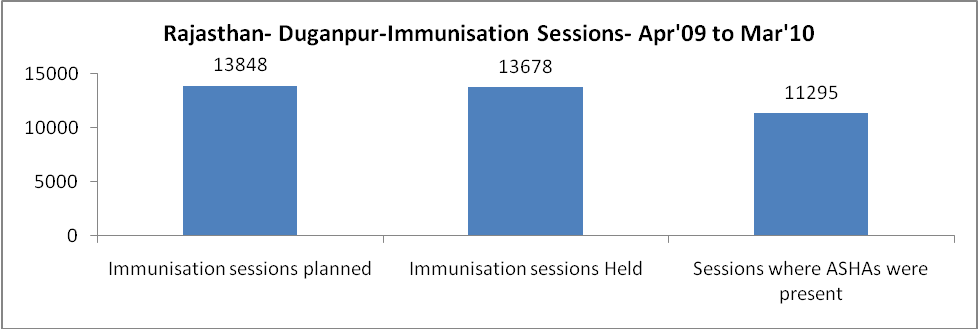 Rajasthan- Duganpur-Immunisation Sessions- Apr'09 to Mar'10
13848
13678
11295
15000
10000
5000
0
Immunisation sessions planned
Immunisation sessions Held
Sessions where ASHAs were
present